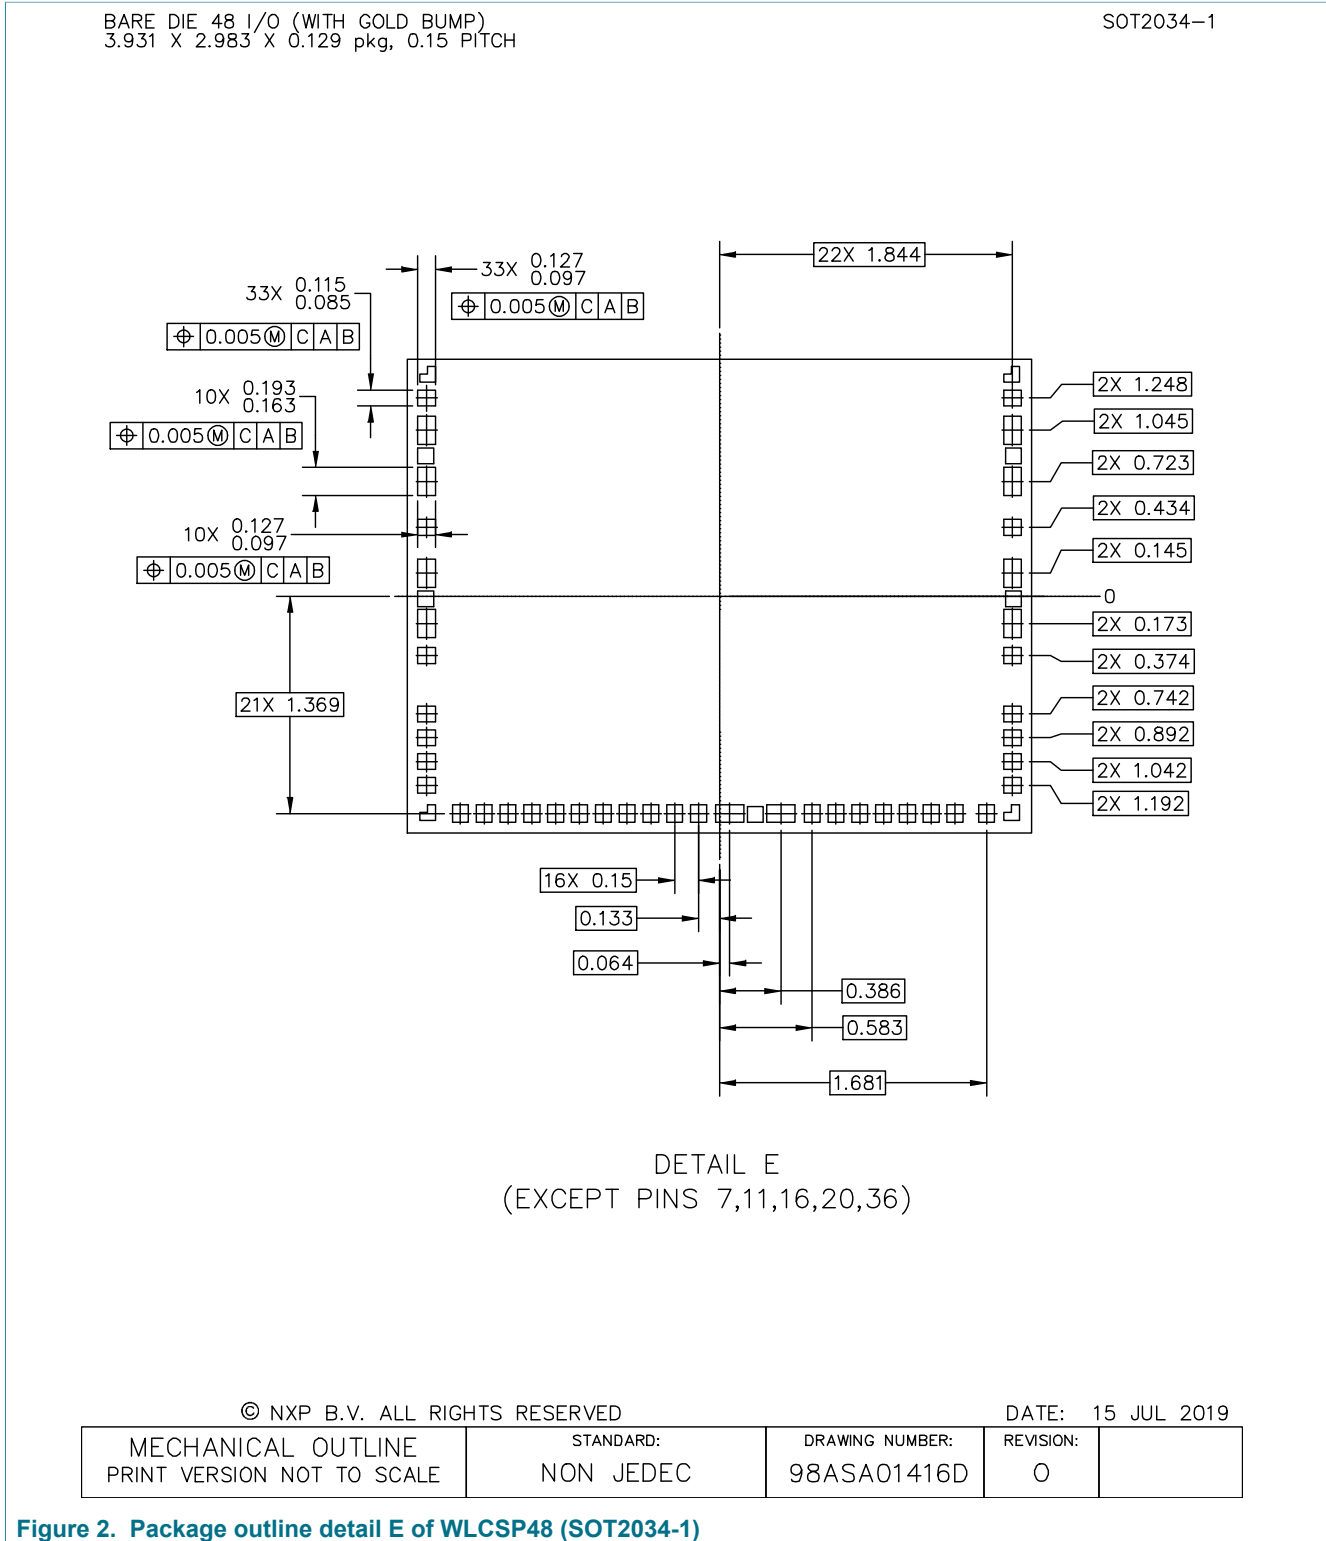 BARE DIE 48 I/O (WITH GOLD BUMP)
3.931 X 2.983 X 0.129 pkg, 0.15 PITCH
SOT2034-1
22X 1.844
33X 0.127
0.097
⌖ 0.005Ⓜ C A B
33X 0.115
0.085
⌖ 0.005Ⓜ C A B
10X 0.193
0.163
⌖ 0.005Ⓜ C A B
10X 0.127
0.097
⌖ 0.005Ⓜ C A B
21X 1.369
2X 1.248
2X 1.045
2X 0.723
2X 0.434
2X 0.145
0
2X 0.173
2X 0.374
2X 0.742
2X 0.892
2X 1.042
2X 1.192
16X 0.15
0.133
0.064
0.386
0.583
1.681
DETAIL E
(EXCEPT PINS 7,11,16,20,36)
© NXP B.V. ALL RIGHTS RESERVED
DATE: 15 JUL 2019
MECHANICAL OUTLINE
PRINT VERSION NOT TO SCALE
STANDARD:
NON JEDEC
DRAWING NUMBER:
98ASA01416D
REVISION:
O
Figure 2. Package outline detail E of WLCSP48 (SOT2034-1)